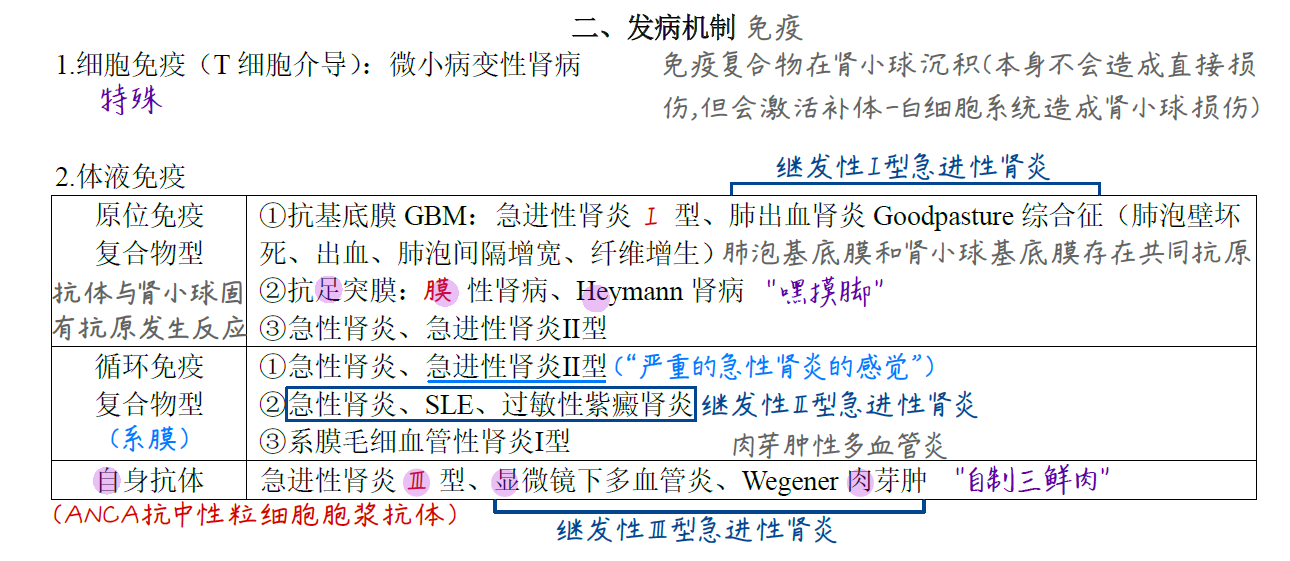 二、发病机制 免疫
1.细胞免疫（T 细胞介导）：微小病变性肾病
特殊
免疫复合物在肾小球沉积(本身不会造成直接损
伤,但会激活补体-白细胞系统造成肾小球损伤)
2.体液免疫
继发性Ⅰ型急进性肾炎
原位免疫
复合物型
抗体与肾小球固
有抗原发生反应
①抗基底膜 GBM：急进性肾炎 Ⅰ 型、肺出血肾炎 Goodpasture 综合征（肺泡壁坏
死、出血、肺泡间隔增宽、纤维增生）肺泡基底膜和肾小球基底膜存在共同抗原
②抗足突膜：膜 性肾病、Heymann 肾病 "嘿摸脚"
③急性肾炎、急进性肾炎Ⅱ型
循环免疫
复合物型
(系膜)
①急性肾炎、急进性肾炎Ⅱ型(“严重的急性肾炎的感觉”)
②急性肾炎、SLE、过敏性紫癜肾炎 继发性Ⅱ型急进性肾炎
③系膜毛细血管性肾炎Ⅰ型
肉芽肿性多血管炎
自身抗体
急进性肾炎 Ⅲ 型、显微镜下多血管炎、Wegener 肉芽肿 "自制三鲜肉"
(ANCA抗中性粒细胞胞浆抗体)
继发性Ⅲ型急进性肾炎